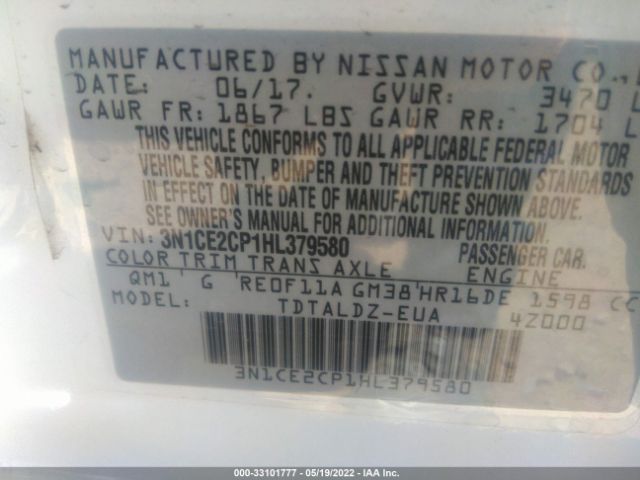 MANUFACTURED BY NISSAN MOTOR CO.,
DATE: 06/17. GVWR: 3470 L
GAWR FR: 1867 LBS GAWR RR: 1704 L
THIS VEHICLE CONFORMS TO ALL APPLICABLE FEDERAL MOTOR
VEHICLE SAFETY, BUMPER AND THEFT PREVENTION STANDARDS
IN EFFECT ON THE DATE OF MANUFACTURE SHOWN ABOVE.
SEE OWNER'S MANUAL FOR ADDITIONAL INFORMATION.
VIN: 3N1CE2CP1HL379580 PASSENGER CAR.
COLOR TRIM TRANS AXLE ENGINE
QM1 G RE0F11A GM38 HR16DE 1598 CC
MODEL: TDTALDZ-EUA 4Z000
3N1CE2CP1HL379580
000-33101777 - 05/19/2022 - IAA, Inc.